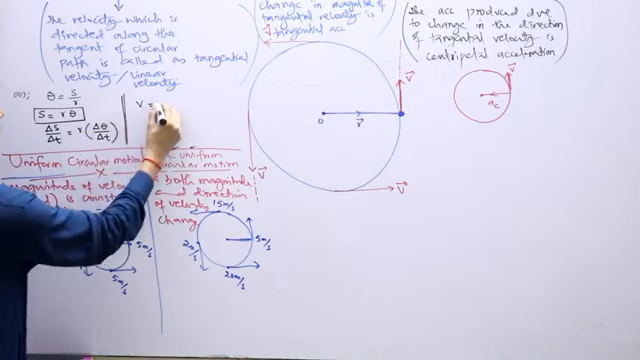 The velocity which is
directed along the
tangent of circular
path is called as tangential
velocity / linear
velocity
change in magnitude of
tangential velocity is
tangential acc
The acc produced due
to change in the direction
of tangential velocity is
centripetal acceleration
V
ac
θ = S/r
S = rθ
ΔS/Δt = r(Δθ/Δt)
V =
V
o
r
V
V
Uniform Circular motion
uniform
circular motion
magnitude of velo
is cons
both magnitude
direction
of velocity
change
5m/s
5m/s
15m/s
2m/s
5m/s
20m/s